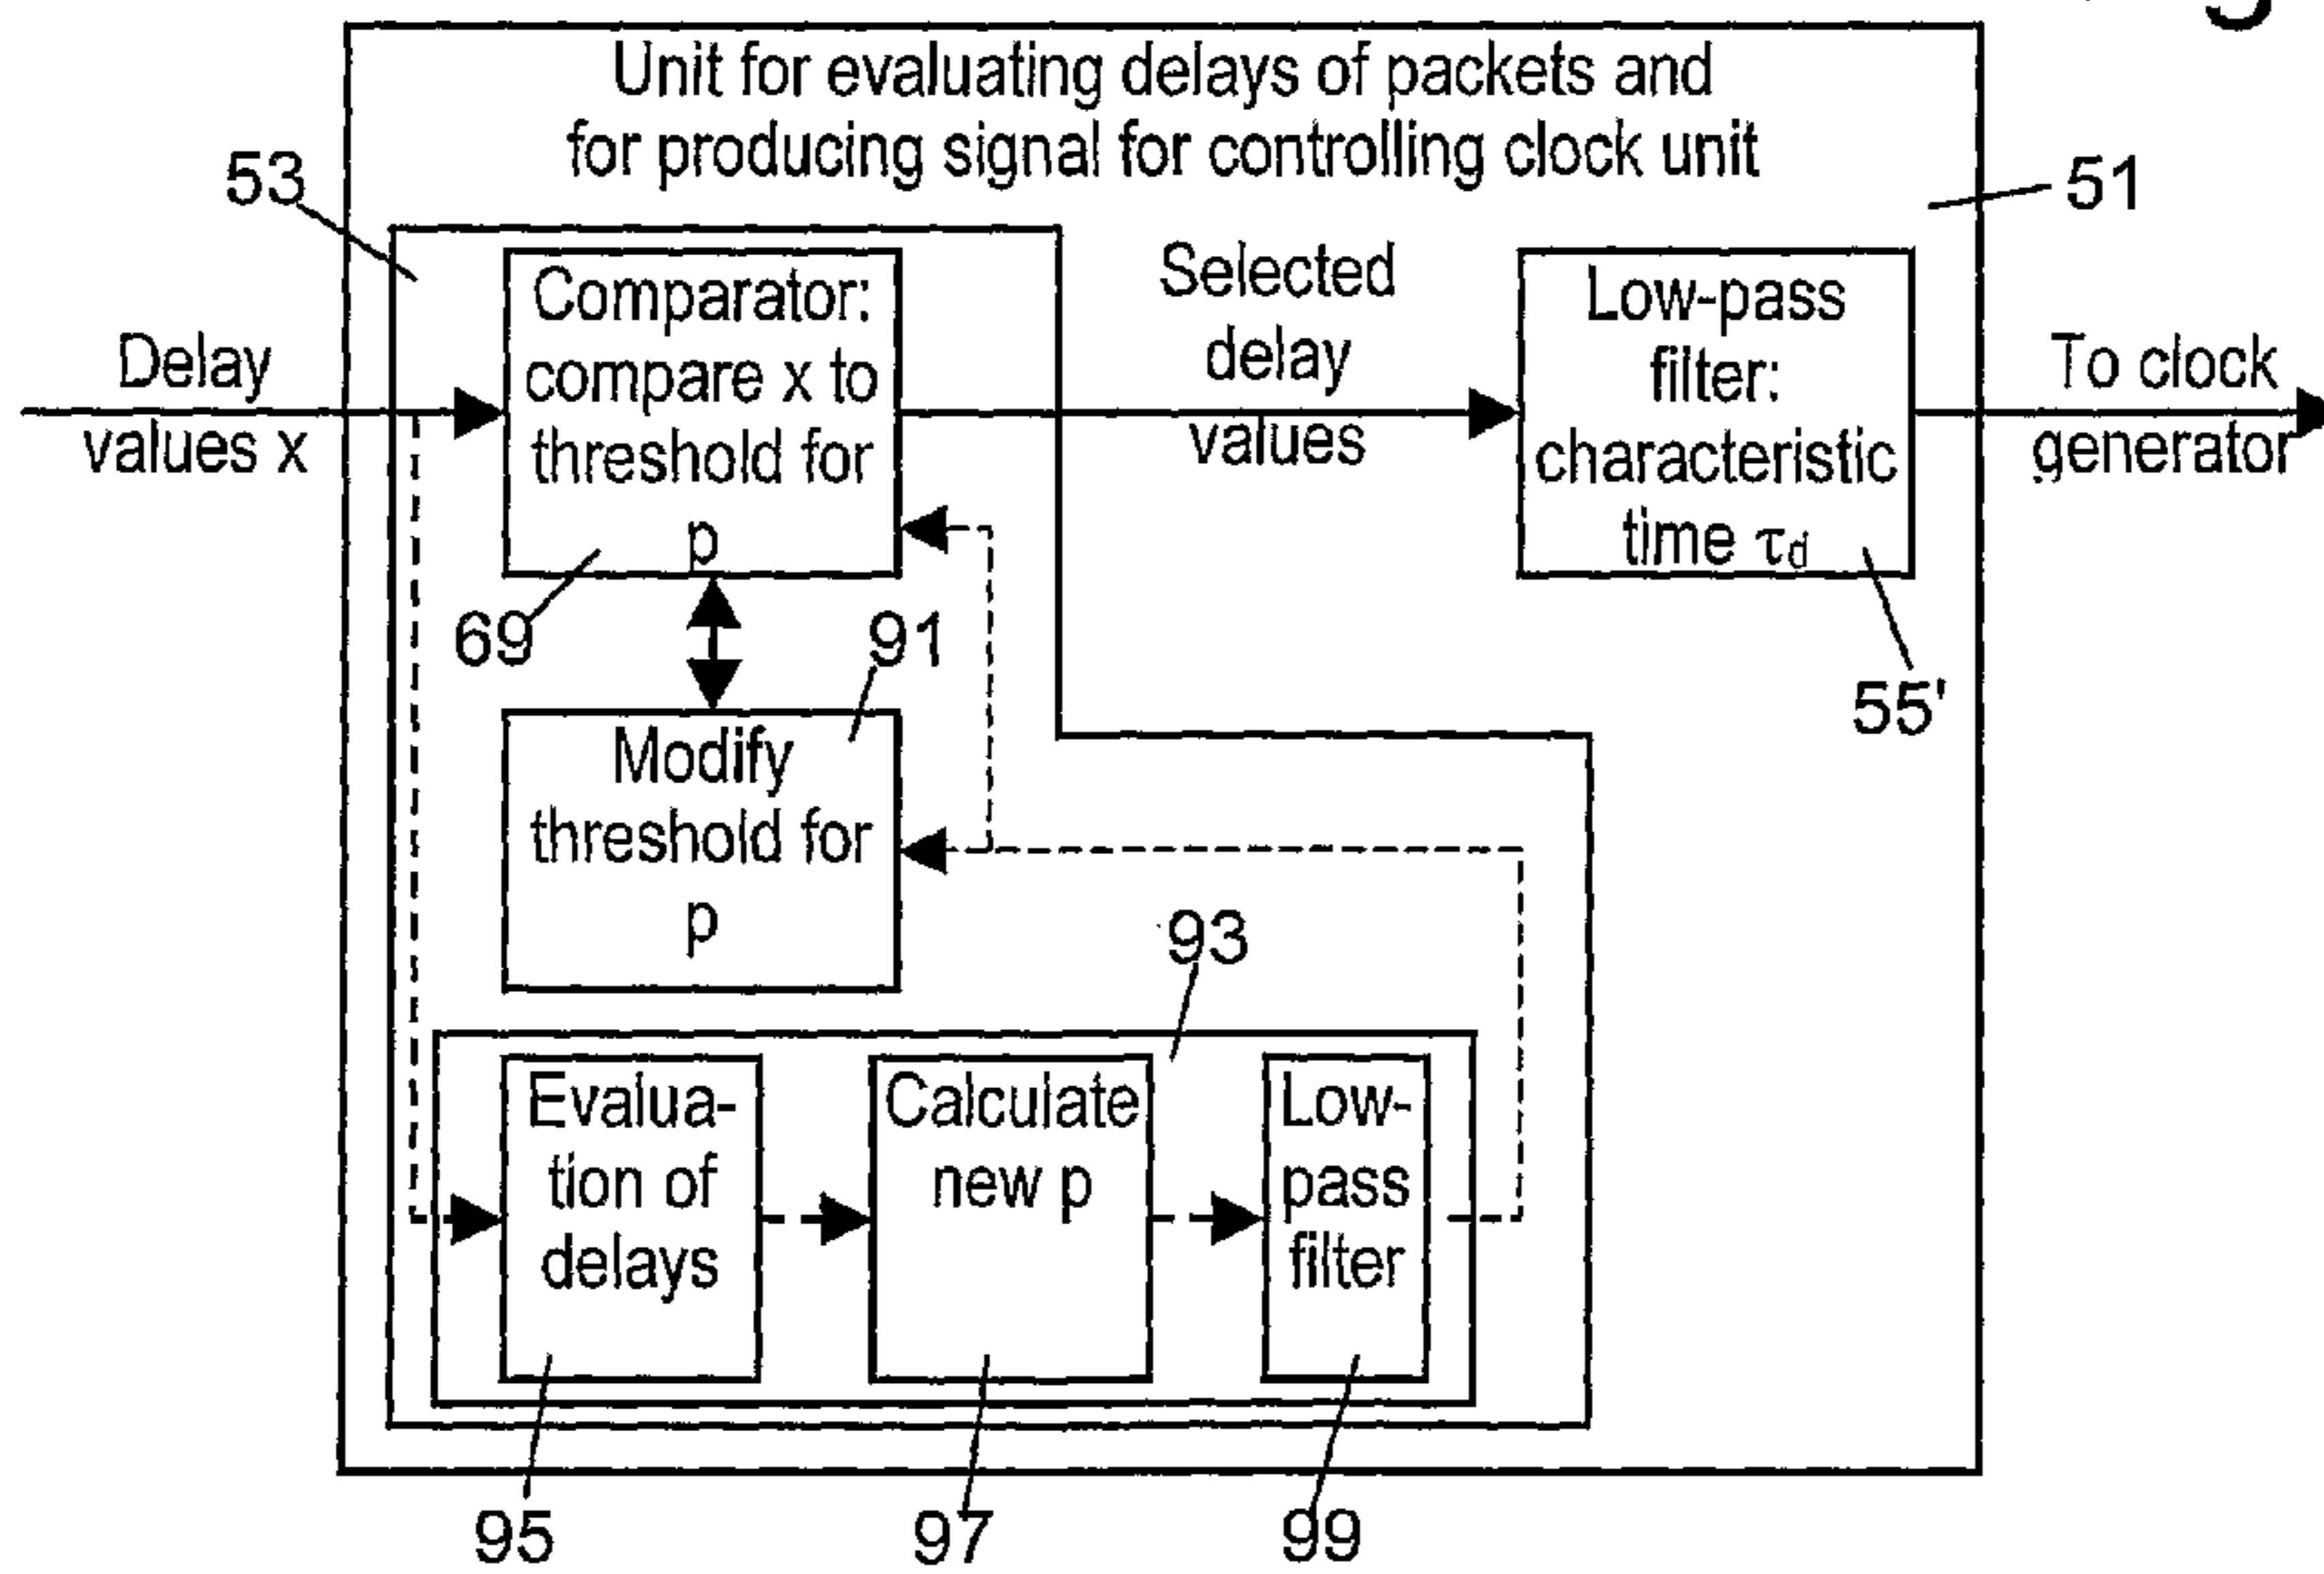 Unit for evaluating delays of packets and
for producing signal for controlling clock unit
53
51
Delay
values x
Comparator:
compare x to
threshold for
p
Selected
delay
values
Low-pass
filter:
characteristic
time τd
To clock
generator
69
91
55'
Modify
threshold for
p
93
Evalua-
tion of
delays
Calculate
new p
Low-
pass
filter
95
97
99